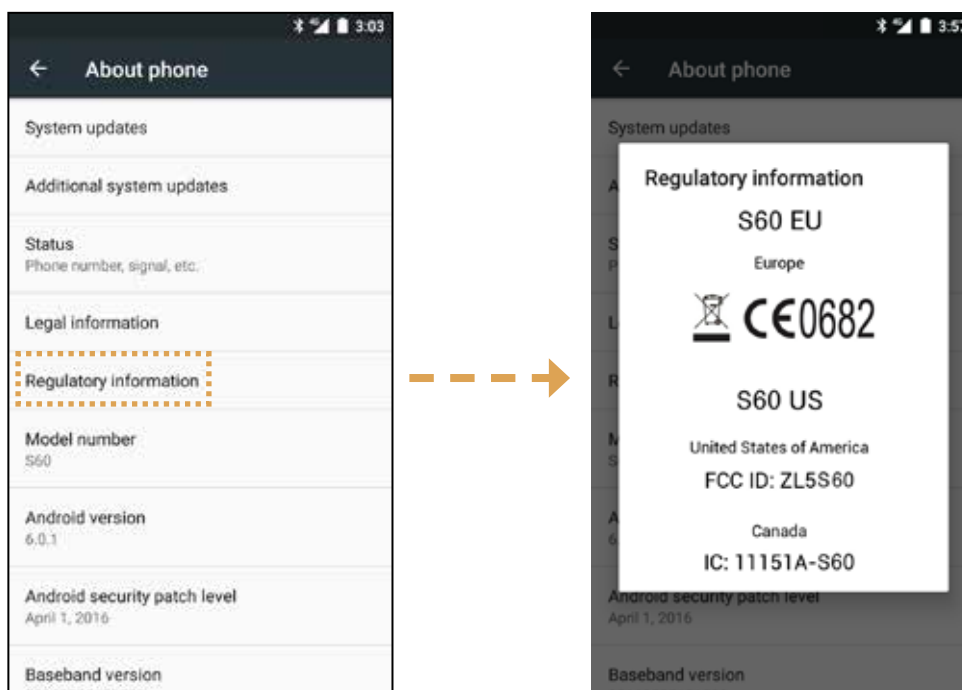 4G 3:03
About phone
System updates
Additional system updates
Status
Phone number, signal, etc.
Legal information
Regulatory information
Model number
S60
Android version
6.0.1
Android security patch level
April 1, 2016
Baseband version
4G 3:57
About phone
System updates
A
Regulatory information
S60 EU
S
P
Europe
L
CE0682
R
S60 US
M
S
United States of America
FCC ID: ZL5S60
A
6
Canada
IC: 11151A-S60
Android security patch level
April 1, 2016
Baseband version